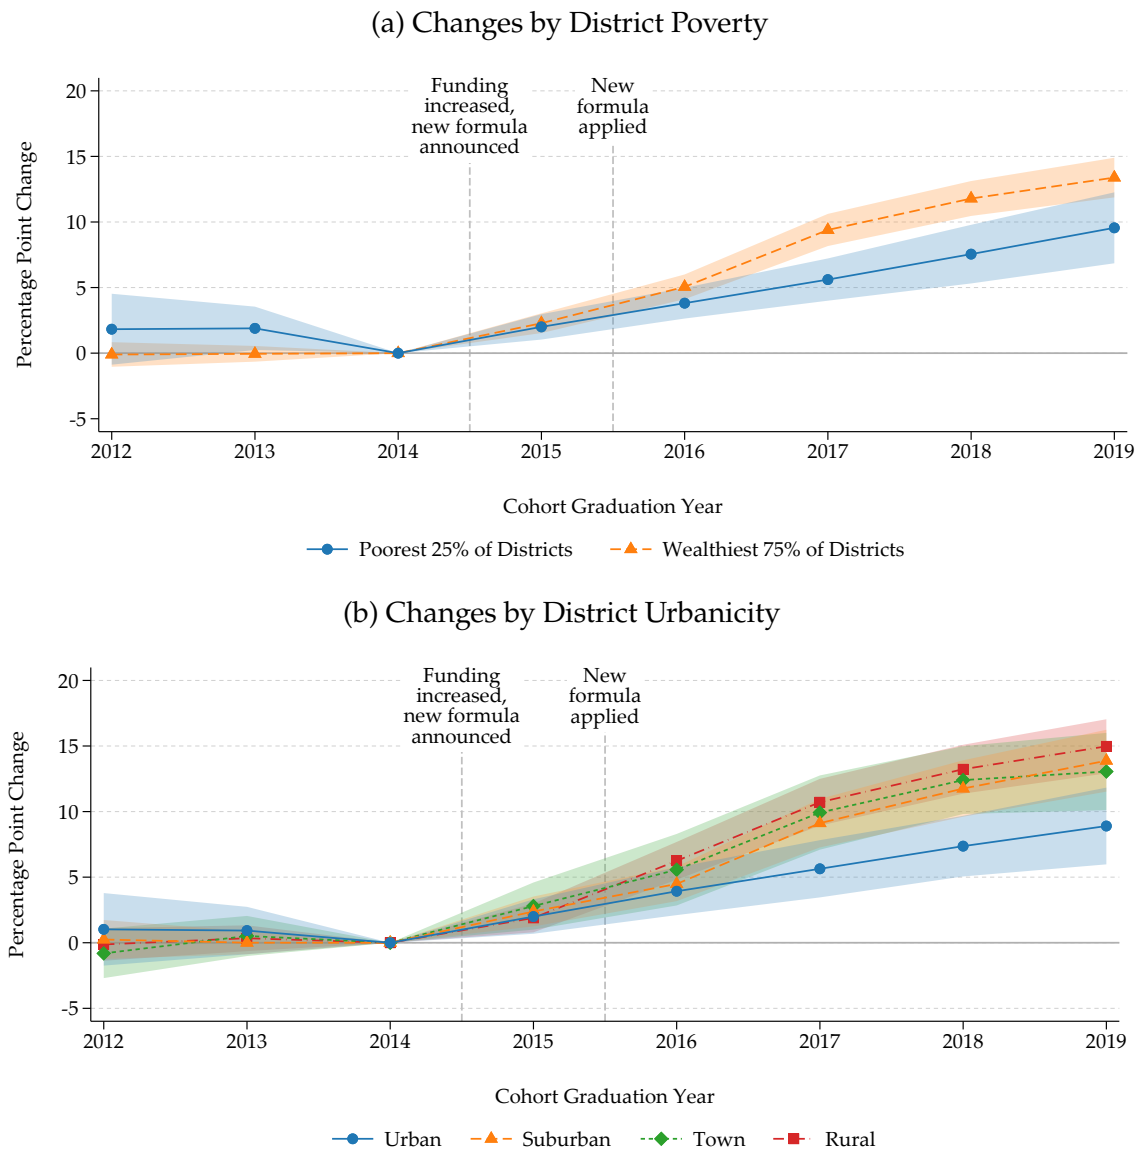 (a) Changes by District Poverty
Funding
increased,
new formula
announced
New
formula
applied
Percentage Point Change
20
15
10
5
0
-5
2012
2013
2014
2015
2016
2017
2018
2019
Cohort Graduation Year
Poorest 25% of Districts
Wealthiest 75% of Districts
(b) Changes by District Urbanicity
Funding
increased,
new formula
announced
New
formula
applied
Percentage Point Change
20
15
10
5
0
-5
2012
2013
2014
2015
2016
2017
2018
2019
Cohort Graduation Year
Urban
Suburban
Town
Rural